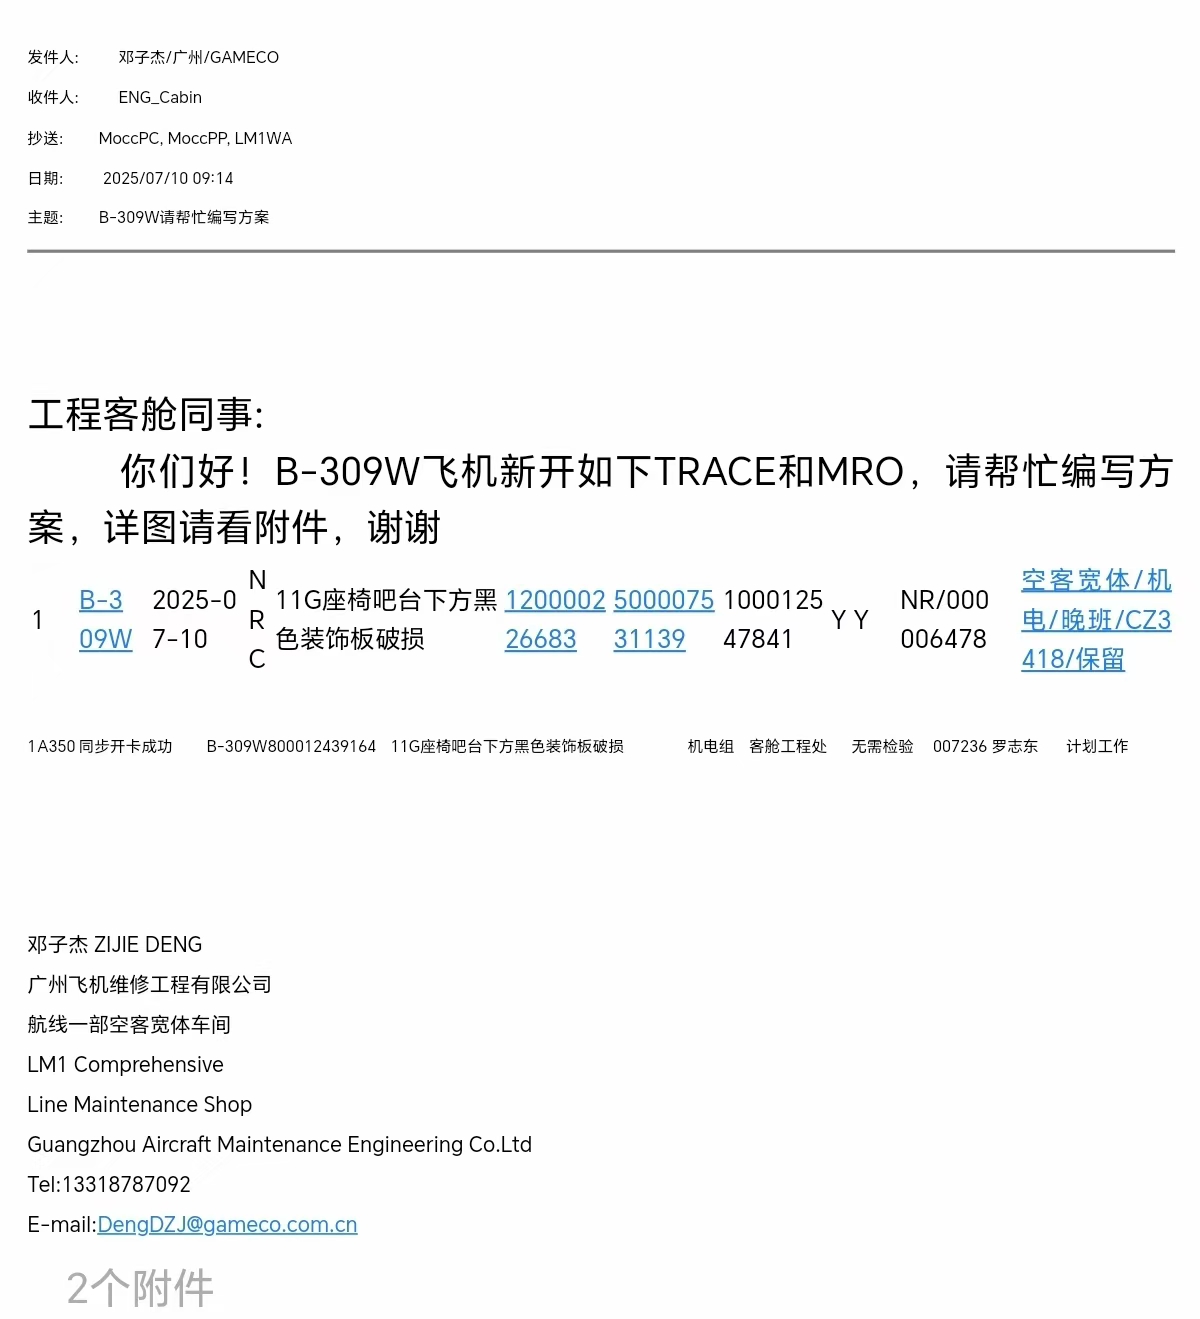 发件人: 邓子杰/广州/GAMECO
收件人: ENG_Cabin
抄送: MoccPC, MoccPP, LM1WA
日期: 2025/07/10 09:14
主题: B-309W请帮忙编写方案
工程客舱同事:
你们好！B-309W飞机新开如下TRACE和MRO，请帮忙编写方
案，详图请看附件，谢谢
1 B-309W 2025-07-10 NRC 11G座椅吧台下方黑色装饰板破损 120000226683 500007531139 100012547841 Y Y NR/000006478 空客宽体/机电/晚班/CZ3418/保留
1 A350 同步开卡成功 B-309W800012439164 11G座椅吧台下方黑色装饰板破损 机电组 客舱工程处 无需检验 007236 罗志东 计划工作
邓子杰 ZIJIE DENG
广州飞机维修工程有限公司
航线一部空客宽体车间
LM1 Comprehensive
Line Maintenance Shop
Guangzhou Aircraft Maintenance Engineering Co.Ltd
Tel:13318787092
E-mail:DengDZJ@gameco.com.cn
2个附件